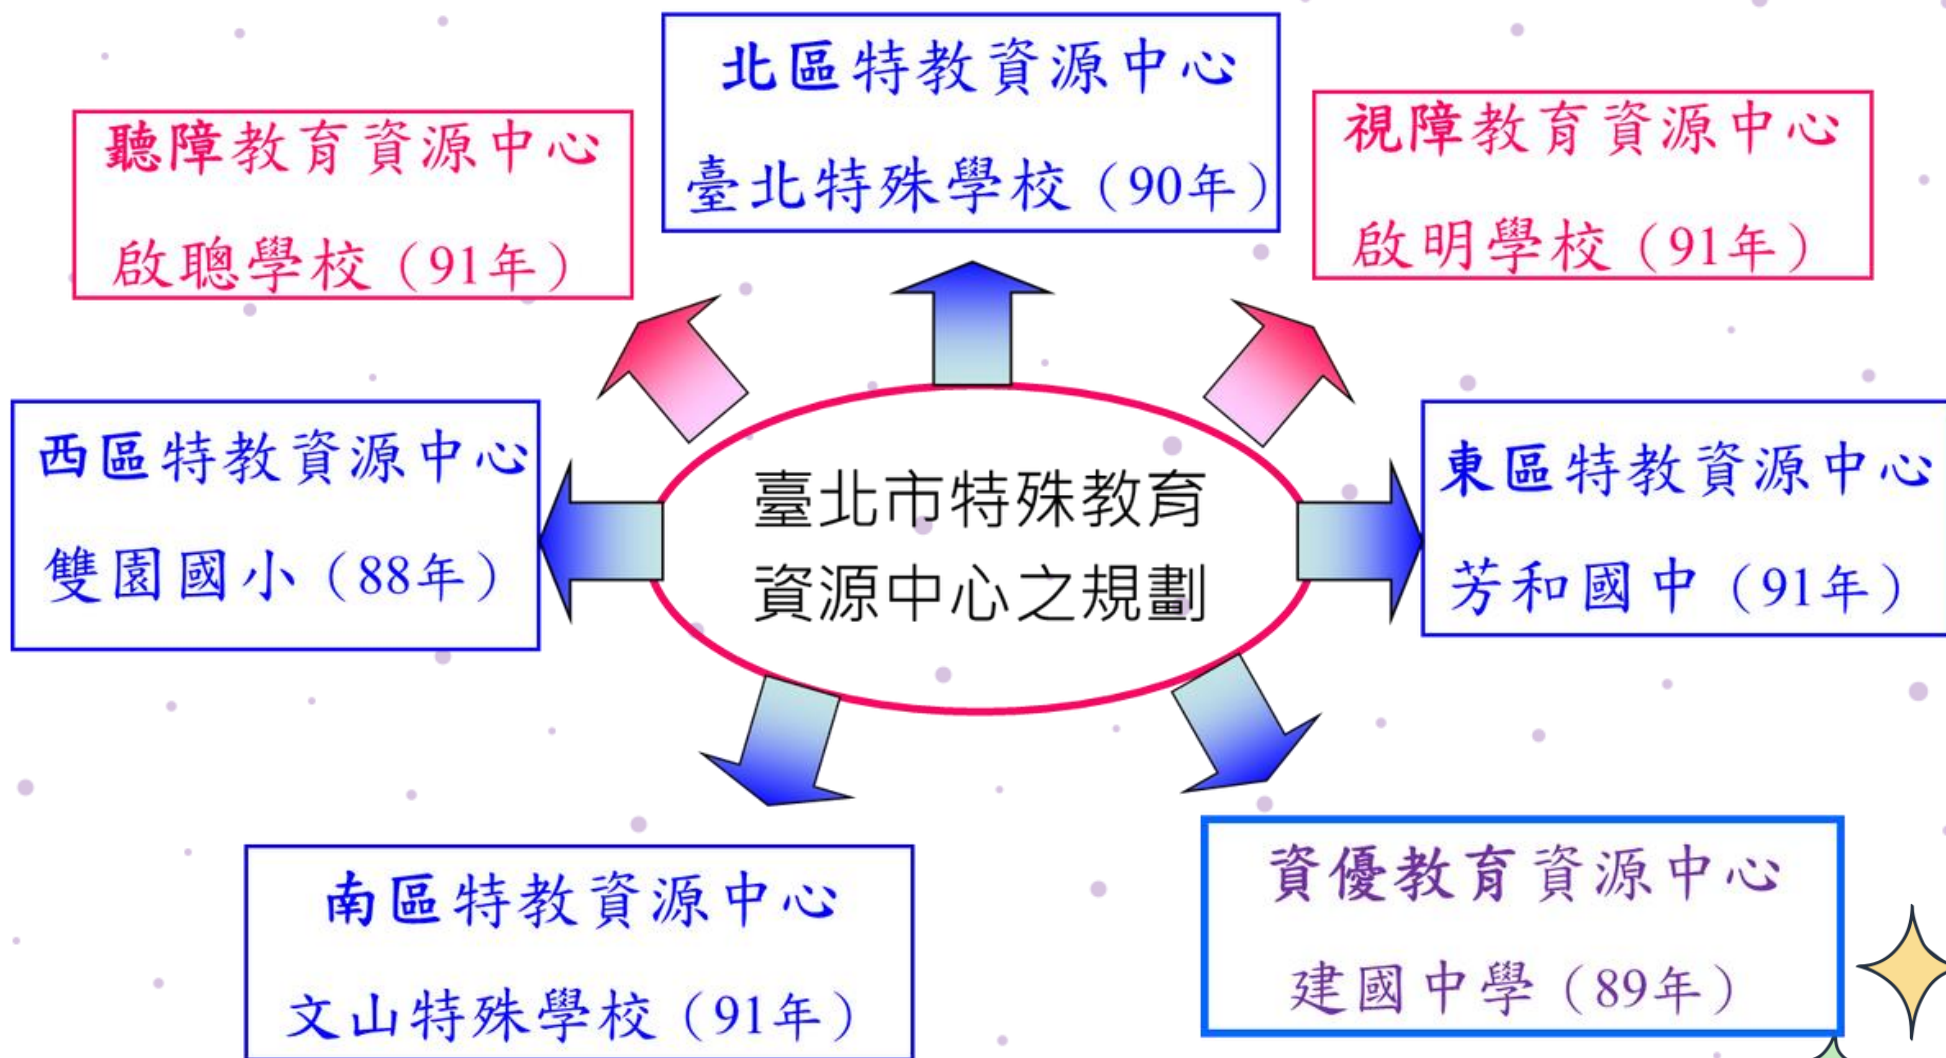 北區特教資源中心
臺北特殊學校（90年）
聽障教育資源中心
啟聰學校（91年）
視障教育資源中心
啟明學校（91年）
西區特教資源中心
雙園國小（88年）
臺北市特殊教育
資源中心之規劃
東區特教資源中心
芳和國中（91年）
南區特教資源中心
文山特殊學校（91年）
資優教育資源中心
建國中學（89年）